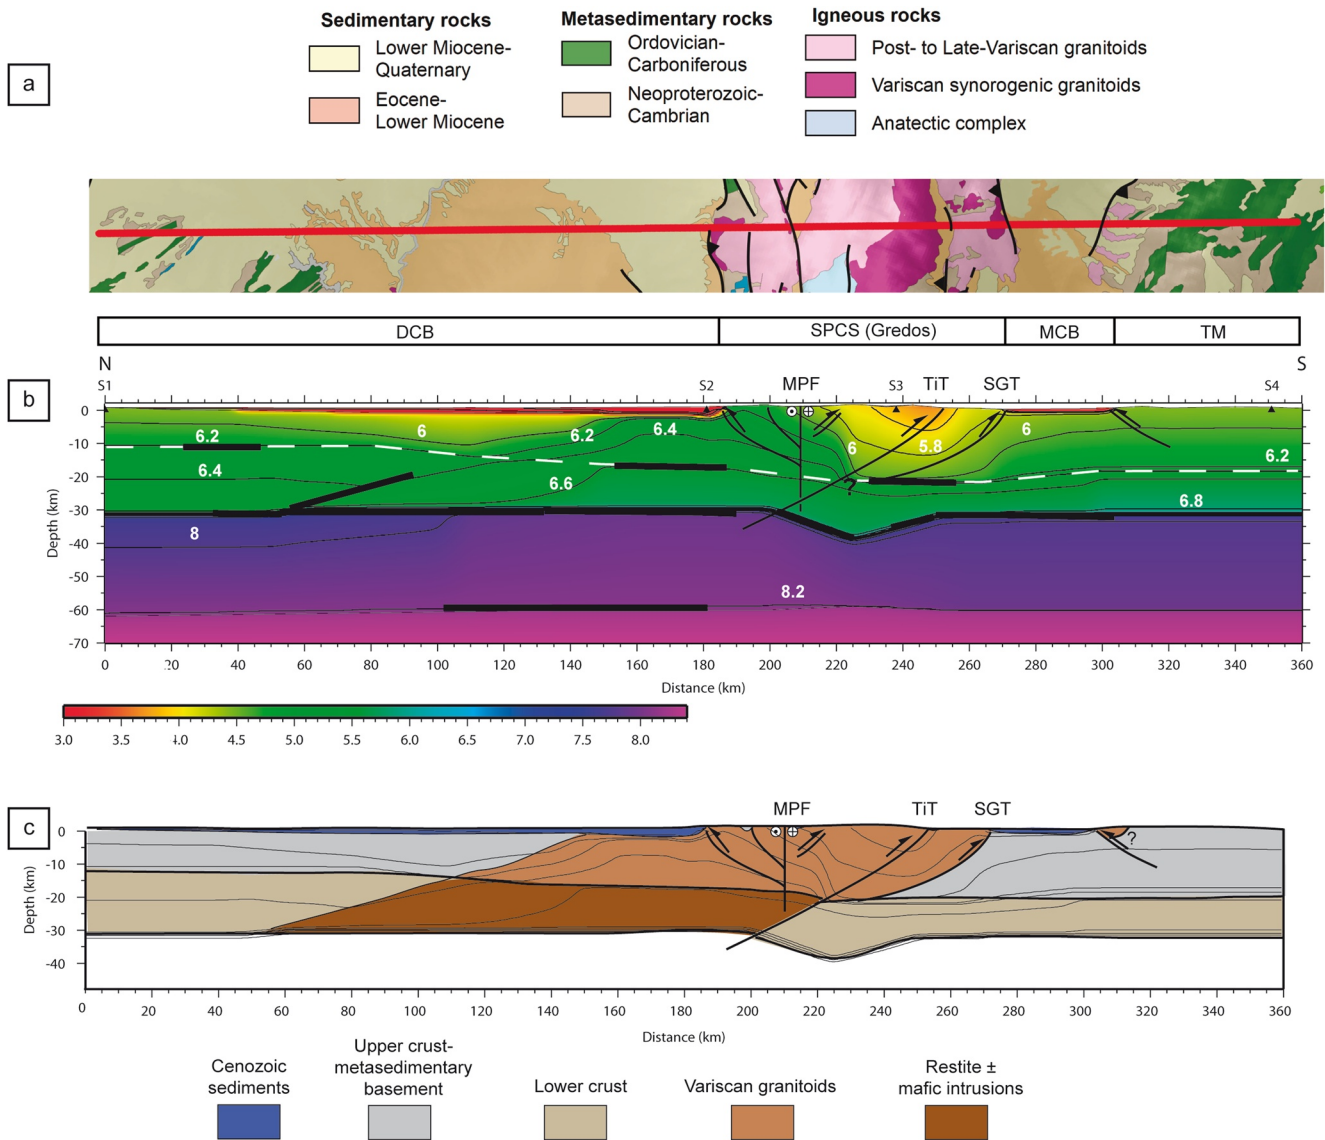 Sedimentary rocks
Metasedimentary rocks
Igneous rocks
a
Lower Miocene-
Quaternary
Eocene-
Lower Miocene
Ordovician-
Carboniferous
Neoproterozoic-
Cambrian
Post- to Late-Variscan granitoids
Variscan synorogenic granitoids
Anatectic complex
DCB
SPCS (Gredos)
MCB
TM
N
S
b
S1
S2
MPF
S3
TiT
SGT
S4
0
-10
-20
-30
-40
-50
-60
-70
Depth (km)
6.2
6
6.2
6.4
6
5.8
6
6.2
6.4
6.6
?
6.8
8
8.2
0 20 40 60 80 100 120 140 160 180 200 220 240 260 280 300 320 340 360
Distance (km)
3.0 3.5 4.0 4.5 5.0 5.5 6.0 6.5 7.0 7.5 8.0
c
MPF
TiT
SGT
?
0
-10
-20
-30
-40
Depth (km)
0 20 40 60 80 100 120 140 160 180 200 220 240 260 280 300 320 340 360
Distance (km)
Cenozoic
sediments
Upper crust-
metasedimentary
basement
Lower crust
Variscan granitoids
Restite ±
mafic intrusions